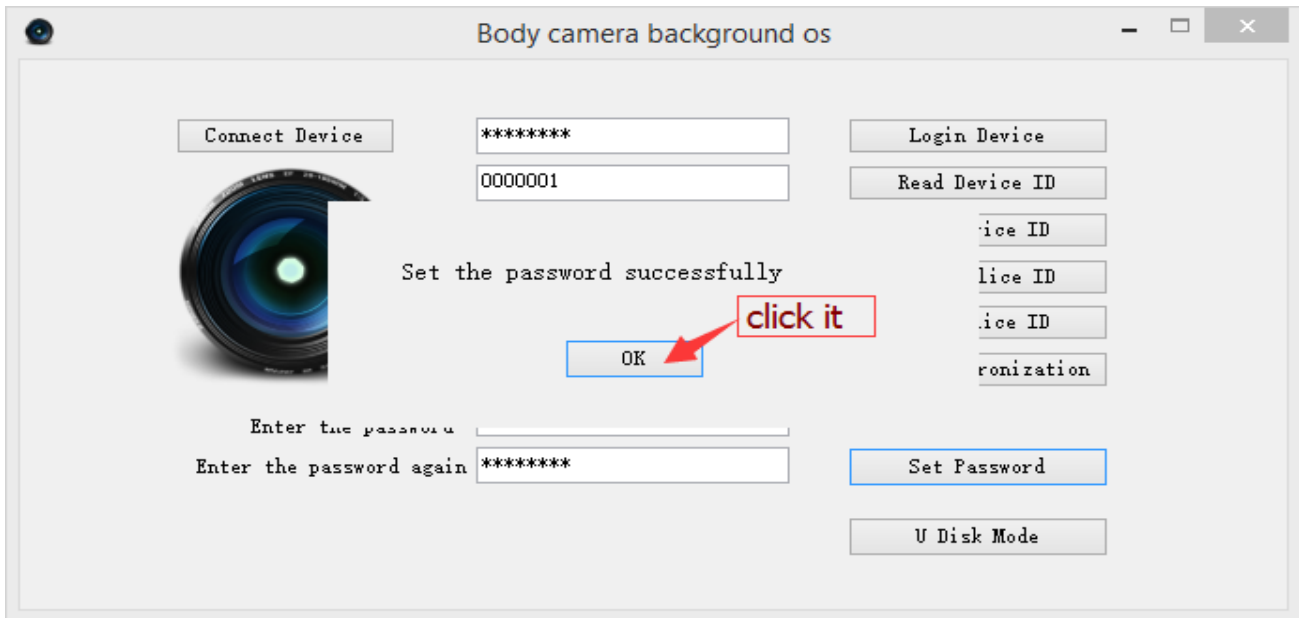 Body camera background os
Connect Device
********
Login Device
0000001
Read Device ID
ice ID
Set the password successfully
lice ID
click it
ice ID
OK
ronization
Enter the password
Enter the password again
********
Set Password
U Disk Mode